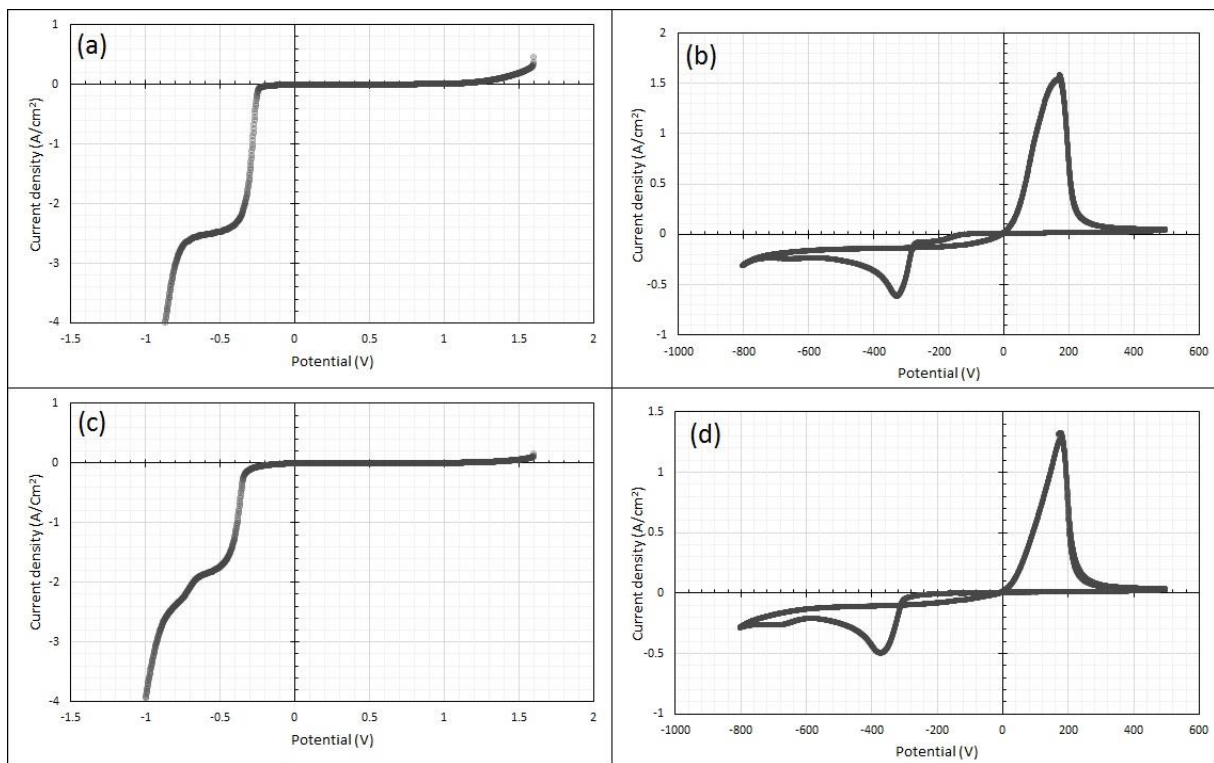 (a)
Current density (A/cm²)
1
0
-1
-2
-3
-4
-1.5 -1 -0.5 0 0.5 1 1.5 2
Potential (V)
(b)
Current density (A/cm²)
2
1.5
1
0.5
0
-0.5
-1
-1000 -800 -600 -400 -200 0 200 400 600
Potential (V)
(c)
Current density (A/Cm²)
1
0
-1
-2
-3
-4
-1.5 -1 -0.5 0 0.5 1 1.5 2
Potential (V)
(d)
Current density (A/cm²)
1.5
1
0.5
0
-0.5
-1
-1000 -800 -600 -400 -200 0 200 400 600
Potential (V)